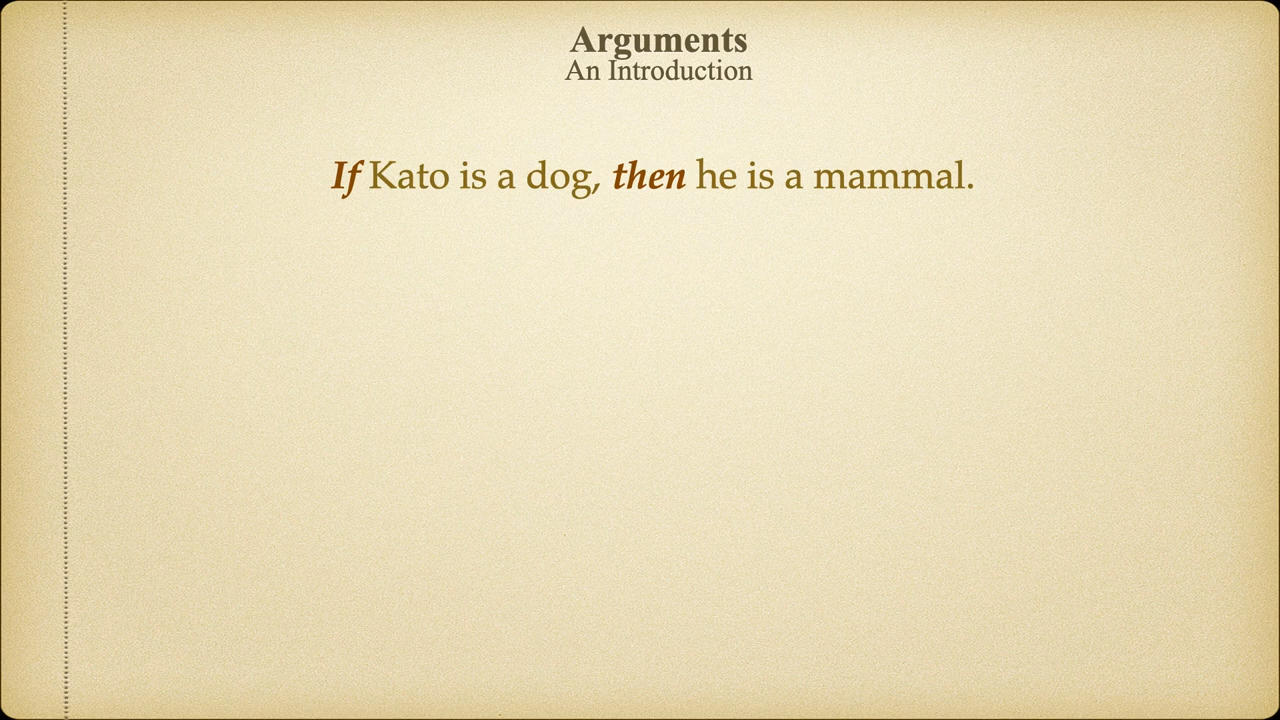 Arguments
An Introduction
If Kato is a dog, then he is a mammal.